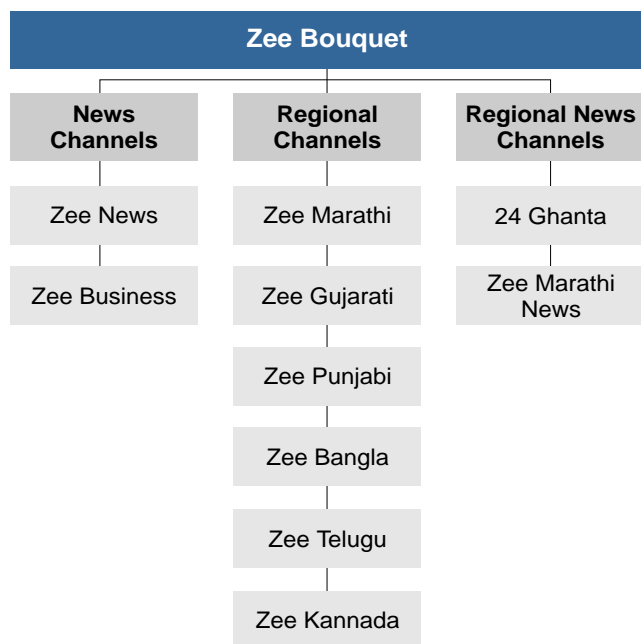 Zee Bouquet
News
Channels
Zee News
Zee Business
Regional
Channels
Zee Marathi
Zee Gujarati
Zee Punjabi
Zee Bangla
Zee Telugu
Zee Kannada
Regional News
Channels
24 Ghanta
Zee Marathi
News